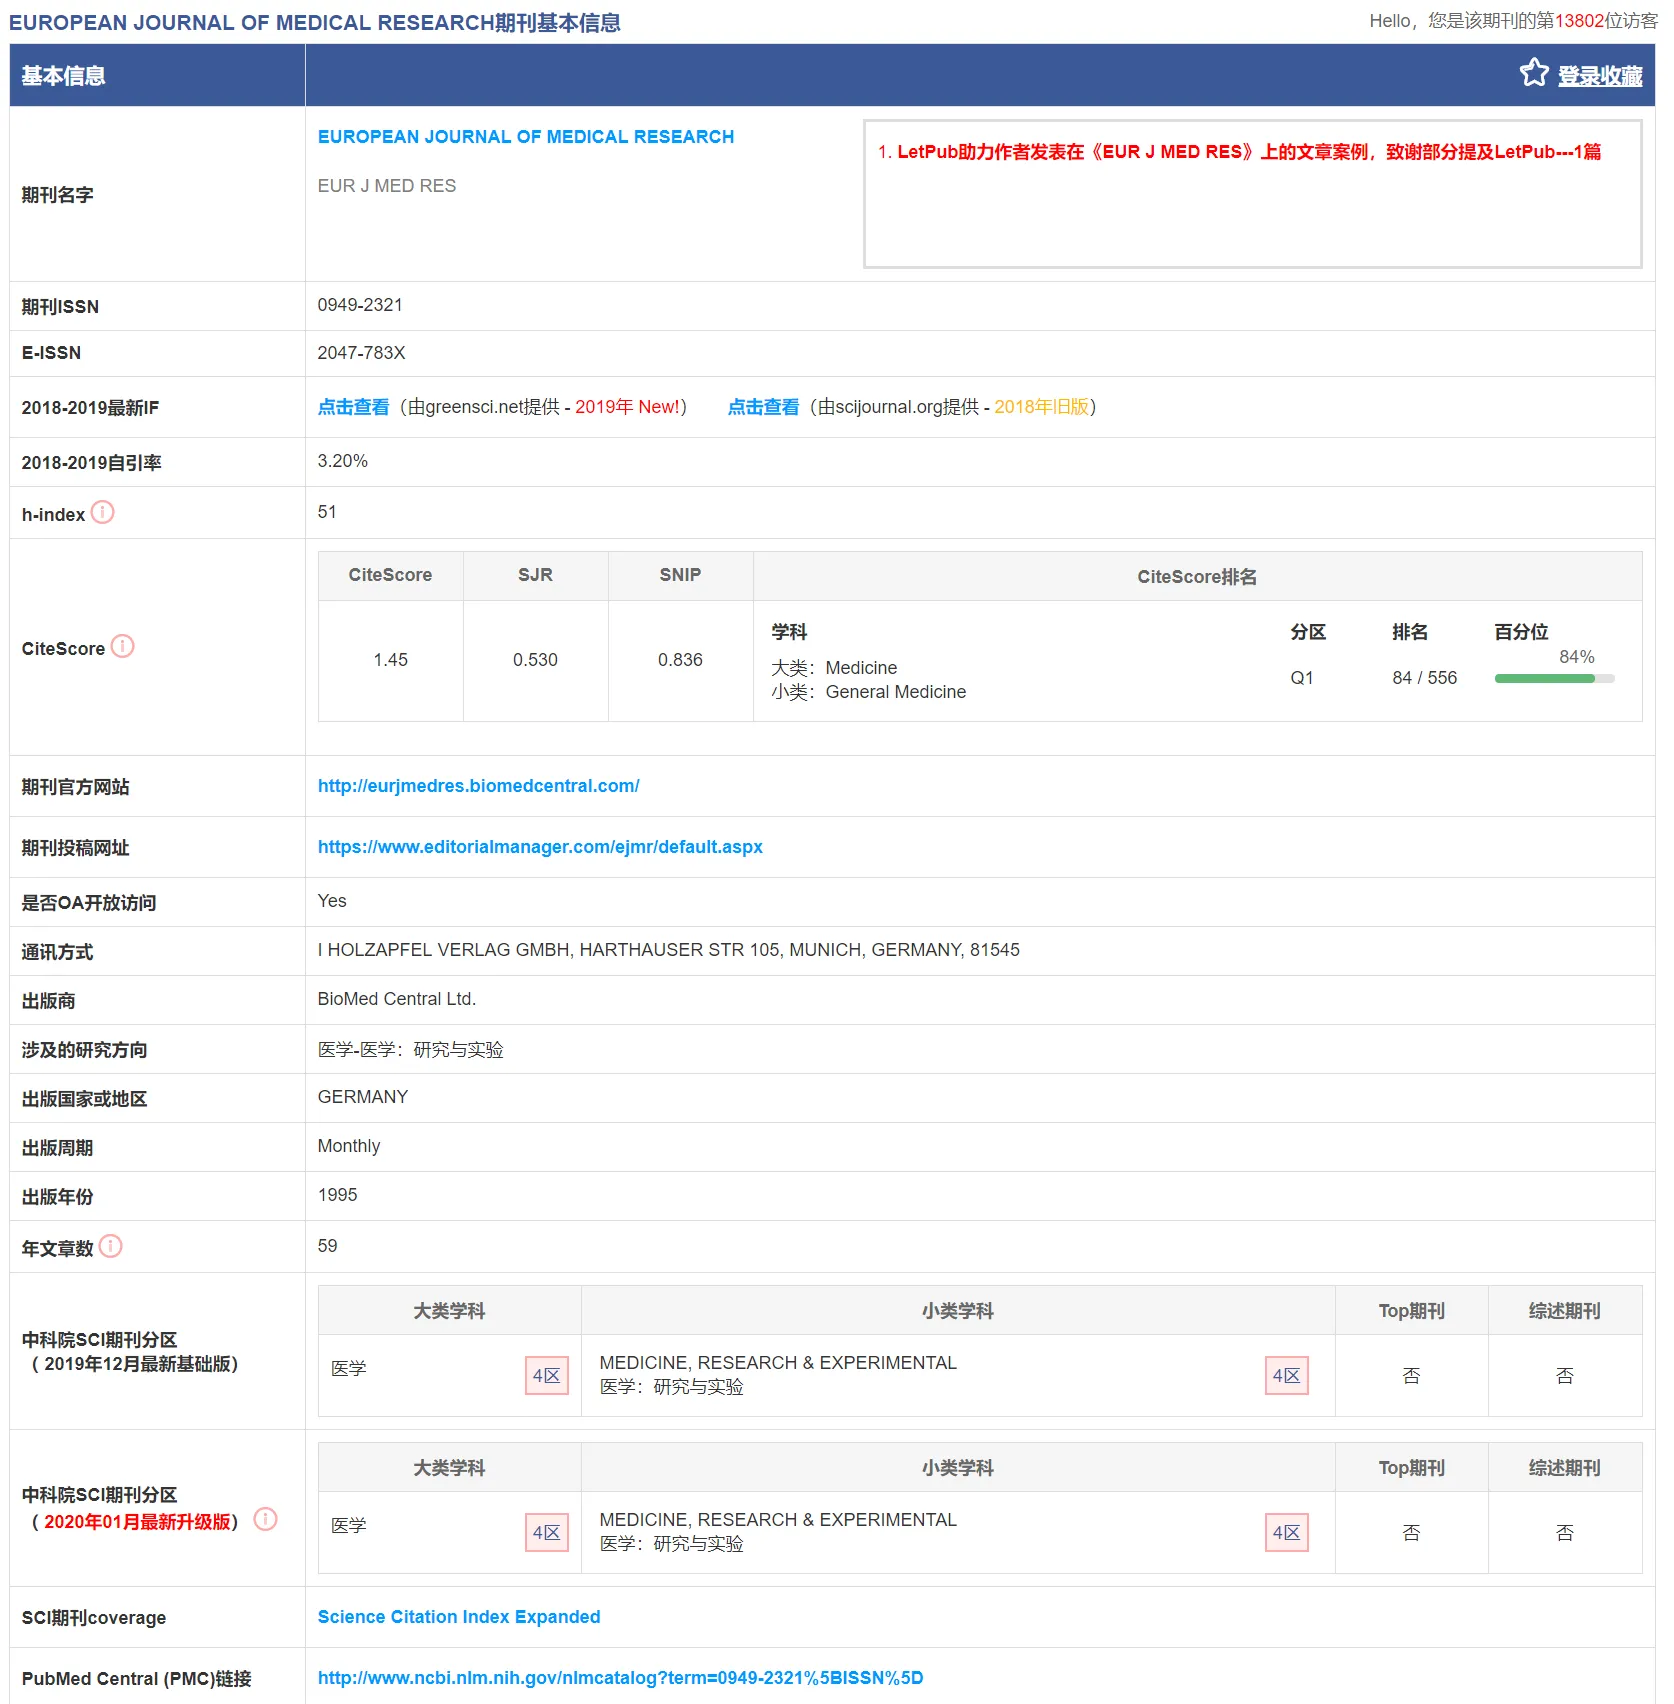 EUROPEAN JOURNAL OF MEDICAL RESEARCH期刊基本信息
Hello，您是该期刊的第13802位访客
基本信息
登录收藏
期刊名字
EUROPEAN JOURNAL OF MEDICAL RESEARCH
EUR J MED RES
1. LetPub助力作者发表在《EUR J MED RES》上的文章案例，致谢部分提及LetPub---1篇
期刊ISSN
0949-2321
E-ISSN
2047-783X
2018-2019最新IF
点击查看（由greensci.net提供 - 2019年 New!） 点击查看（由scijournal.org提供 - 2018年旧版）
2018-2019自引率
3.20%
h-index
51
CiteScore
CiteScore SJR SNIP CiteScore排名
1.45 0.530 0.836
学科 分区 排名 百分位
大类：Medicine
小类：General Medicine
Q1 84 / 556 84%
期刊官方网站
http://eurjmedres.biomedcentral.com/
期刊投稿网址
https://www.editorialmanager.com/ejmr/default.aspx
是否OA开放访问
Yes
通讯方式
I HOLZAPFEL VERLAG GMBH, HARTHAUSER STR 105, MUNICH, GERMANY, 81545
出版商
BioMed Central Ltd.
涉及的研究方向
医学-医学：研究与实验
出版国家或地区
GERMANY
出版周期
Monthly
出版年份
1995
年文章数
59
中科院SCI期刊分区
（ 2019年12月最新基础版）
大类学科 小类学科 Top期刊 综述期刊
医学 4区
MEDICINE, RESEARCH & EXPERIMENTAL
医学：研究与实验
4区 否 否
中科院SCI期刊分区
（ 2020年01月最新升级版）
大类学科 小类学科 Top期刊 综述期刊
医学 4区
MEDICINE, RESEARCH & EXPERIMENTAL
医学：研究与实验
4区 否 否
SCI期刊coverage
Science Citation Index Expanded
PubMed Central (PMC)链接
http://www.ncbi.nlm.nih.gov/nlmcatalog?term=0949-2321%5BISSN%5D